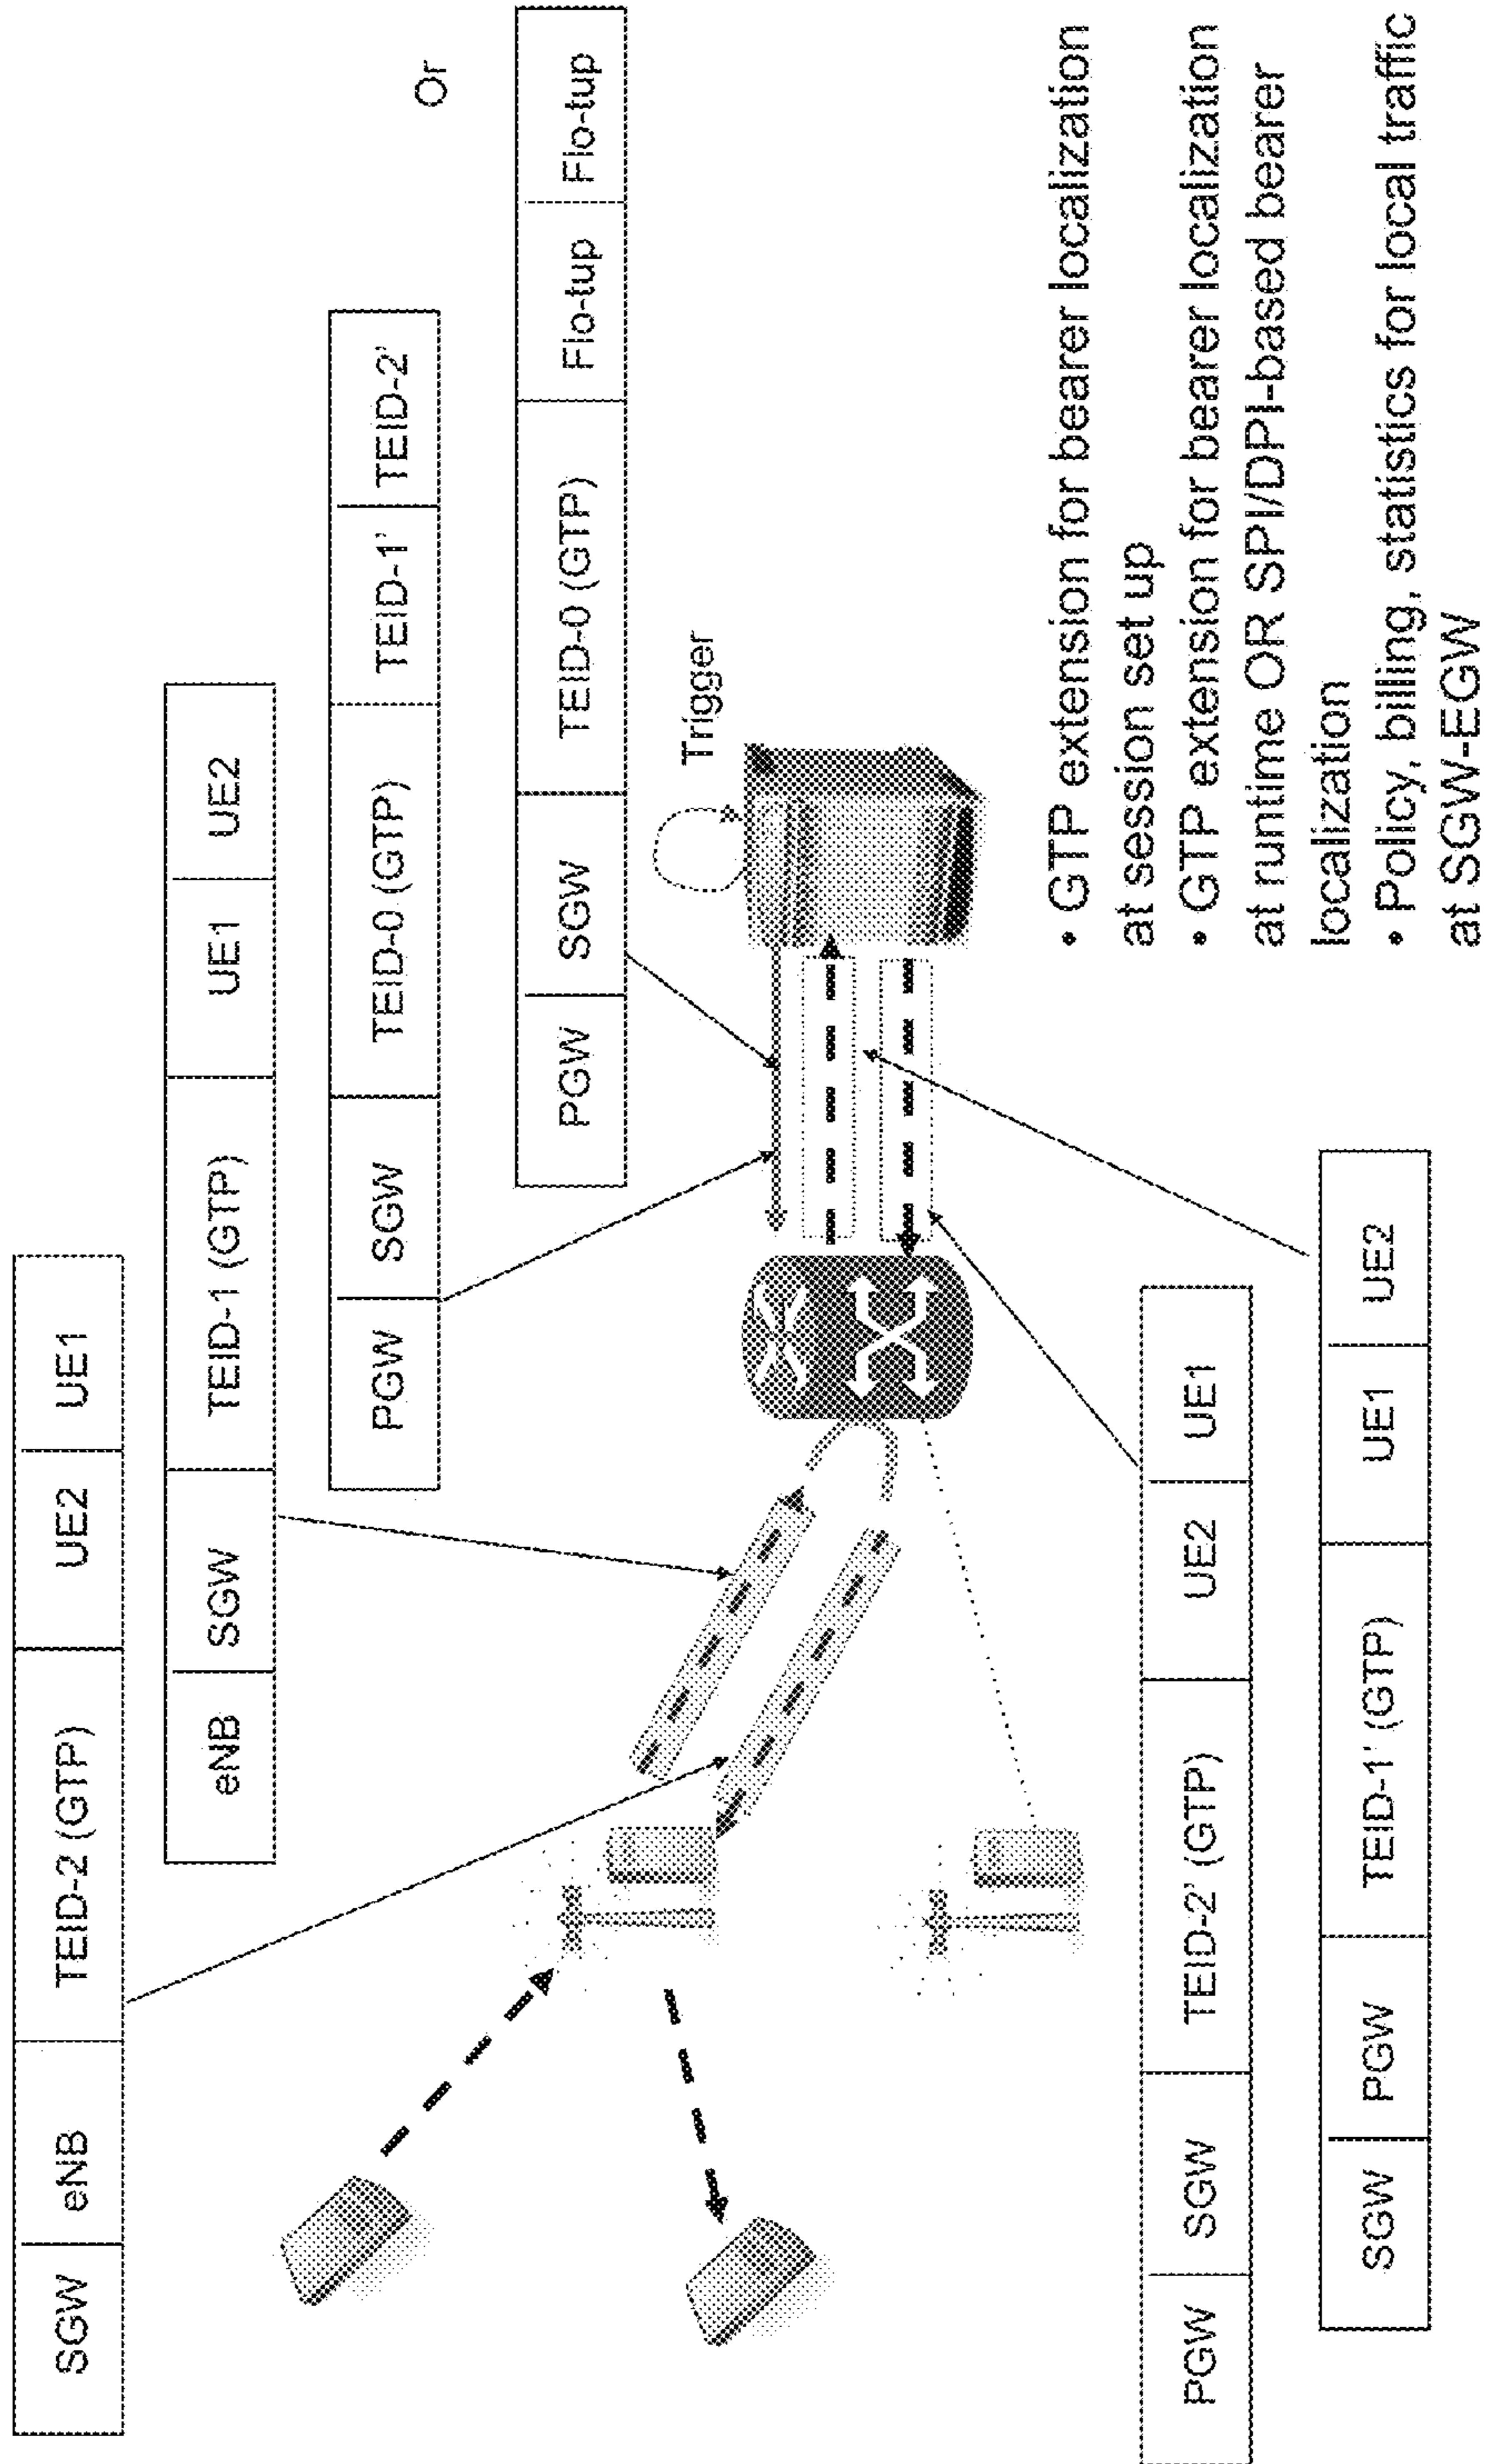 SGW eNB TEID-2 (GTP) UE2 UE1
eNB SGW TEID-1 (GTP) UE1 UE2
PGW SGW TEID-0 (GTP) TEID-1' TEID-2'
Or
PGW SGW TEID-0 (GTP) Flo-tup Flo-tup
Trigger
PGW SGW TEID-2' (GTP) UE2 UE1
SGW PGW TEID-1' (GTP) UE1 UE2
• GTP extension for bearer localization
at session set up
• GTP extension for bearer localization
at runtime OR SPI/DPI-based bearer
localization
• Policy, billing, statistics for local traffic
at SGW-EGW